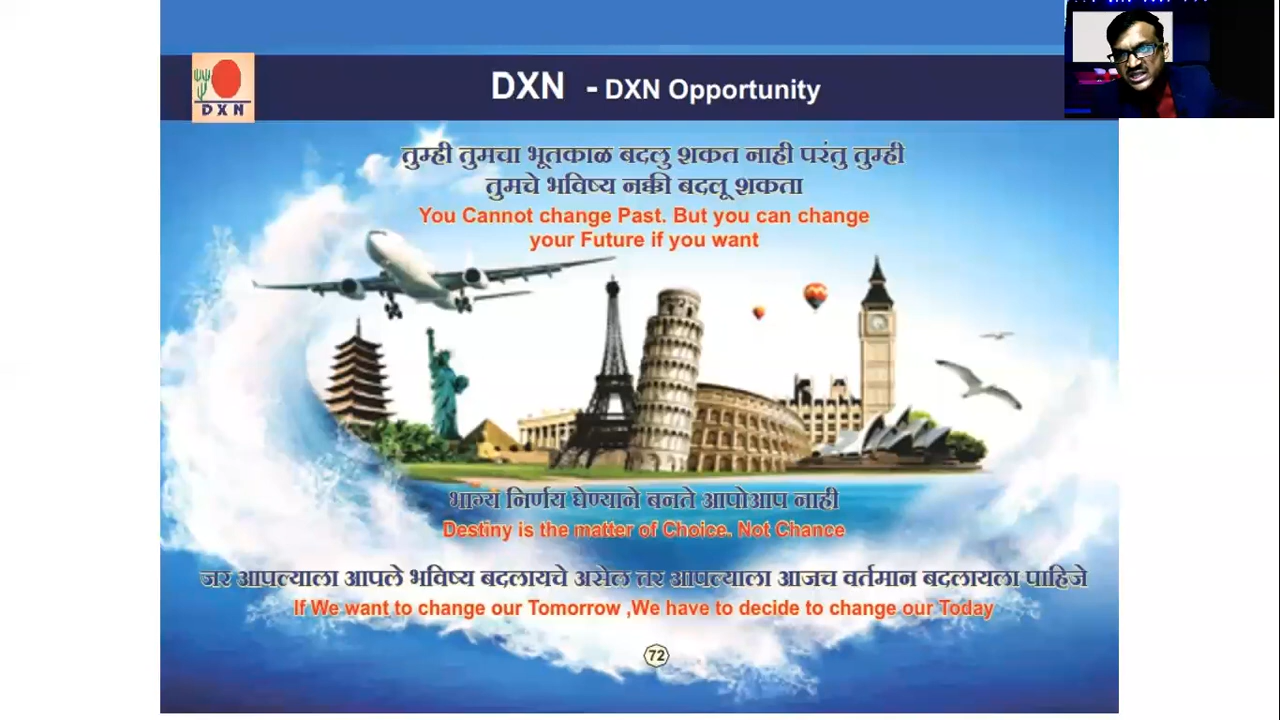 DXN
DXN - DXN Opportunity
तुम्ही तुमचा भूतकाळ बदलु शकत नाही परंतु तुम्ही
तुमचे भविष्य नक्की बदलू शकता
You Cannot change Past. But you can change
your Future if you want
भाग्य निर्णय घेण्याने बनते आपोआप नाही
Destiny is the matter of Choice. Not Chance
जर आपल्याला आपले भविष्य बदलायचे असेल तर आपल्याला आजच वर्तमान बदलायला पाहिजे
If We want to change our Tomorrow ,We have to decide to change our Today
72